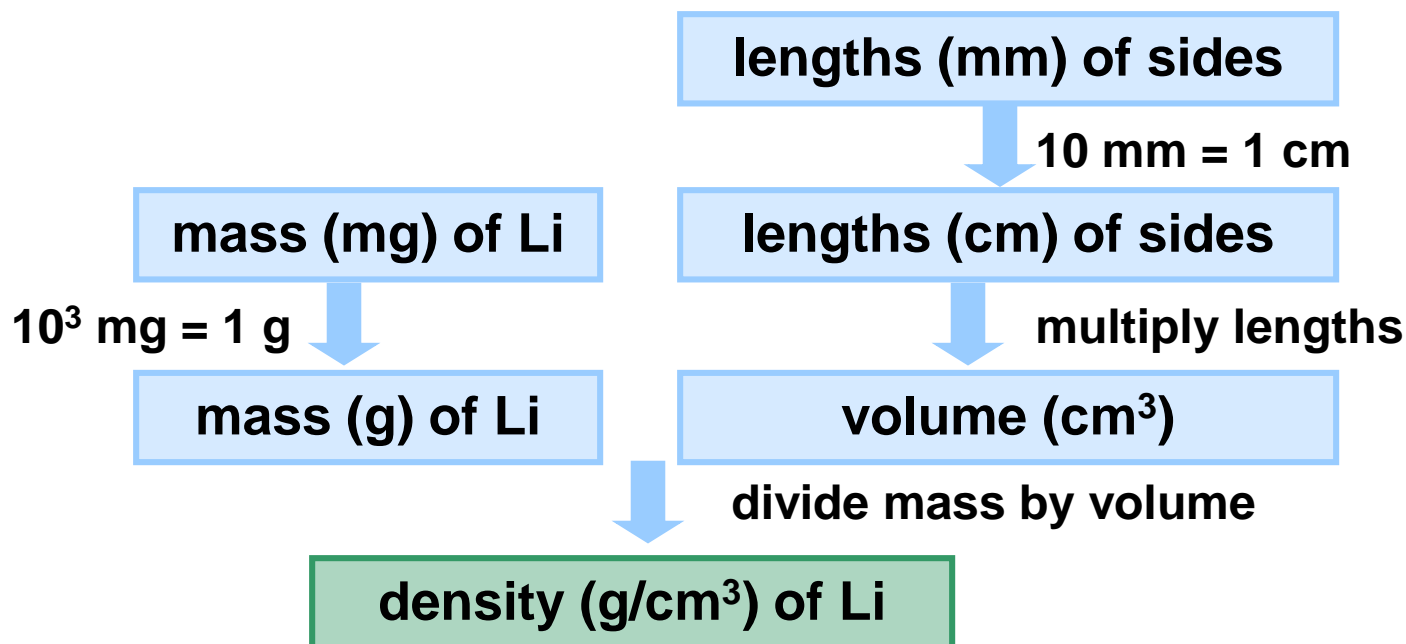 lengths (mm) of sides
10 mm = 1 cm
mass (mg) of Li
lengths (cm) of sides
10³ mg = 1 g
multiply lengths
mass (g) of Li
volume (cm³)
divide mass by volume
density (g/cm³) of Li